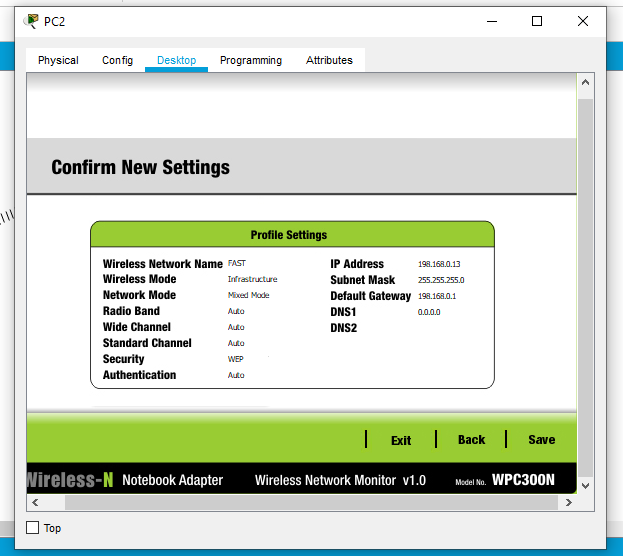 PC2
Physical Config Desktop Programming Attributes
Confirm New Settings
Profile Settings
Wireless Network Name FAST
Wireless Mode Infrastructure
Network Mode Mixed Mode
Radio Band Auto
Wide Channel Auto
Standard Channel Auto
Security WEP
Authentication Auto
IP Address 198.168.0.13
Subnet Mask 255.255.255.0
Default Gateway 198.168.0.1
DNS1 0.0.0.0
DNS2
Exit Back Save
Wireless-N Notebook Adapter Wireless Network Monitor v1.0 Model No. WPC300N
Top